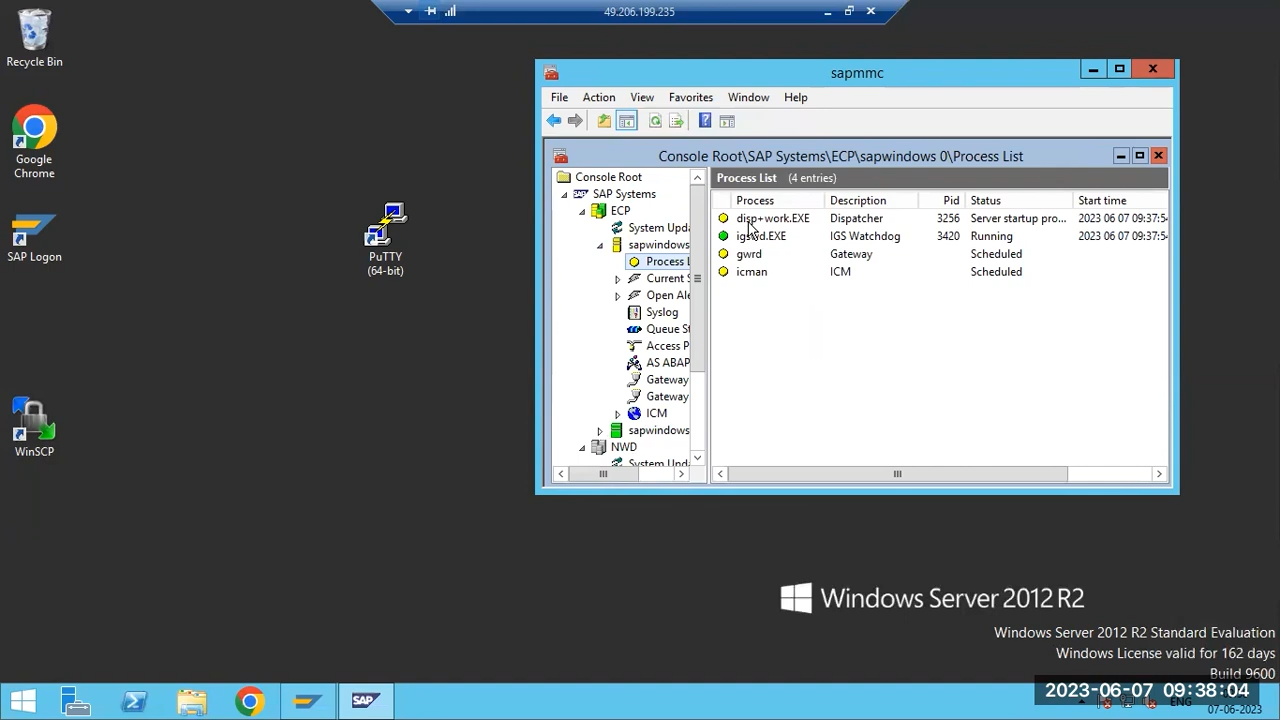 49.206.199.235
Recycle Bin
Google
Chrome
SAP Logon
PuTTY
(64-bit)
WinSCP
sapmmc
File Action View Favorites Window Help
Console Root\SAP Systems\ECP\sapwindows 0\Process List
Console Root
SAP Systems
ECP
System Upda
sapwindows
Process L
Current S
Open Ale
Syslog
Queue St
Access P
AS ABAP
Gateway
Gateway
ICM
sapwindows
NWD
System Upda
Process List (4 entries)
Process Description Pid Status Start time
disp+work.EXE Dispatcher 3256 Server startup pro... 2023 06 07 09:37:54
IGS Watchdog 3420 Running 2023 06 07 09:37:54
gwrd Gateway Scheduled
icman ICM Scheduled
Windows Server 2012 R2
Windows Server 2012 R2 Standard Evaluation
Windows License valid for 162 days
Build 9600
2023-06-07 09:38:04
ENG
07-06-2023
SAP